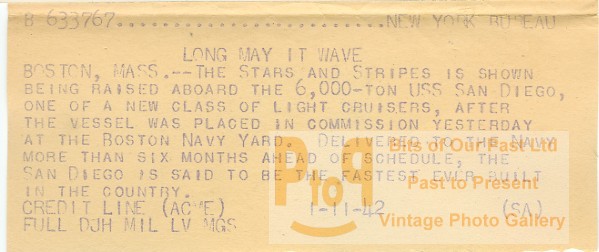 B 633767...............................NEW YORK BUREAU
LONG MAY IT WAVE
BOSTON, MASS.--THE STARS AND STRIPES IS SHOWN
BEING RAISED ABOARD THE 6,000-TON USS SAN DIEGO,
ONE OF A NEW CLASS OF LIGHT CRUISERS, AFTER
THE VESSEL WAS PLACED IN COMMISSION YESTERDAY
AT THE BOSTON NAVY YARD. DELIVERED TO THE NAVY
MORE THAN SIX MONTHS AHEAD OF SCHEDULE, THE
SAN DIEGO IS SAID TO BE THE FASTEST EVER BUILT
IN THE COUNTRY.
CREDIT LINE (ACME) 1-11-42 (SA)
FULL DJH MIL LV MGS
PtoP
Bits of Our Past Ltd
Past to Present
Vintage Photo Gallery